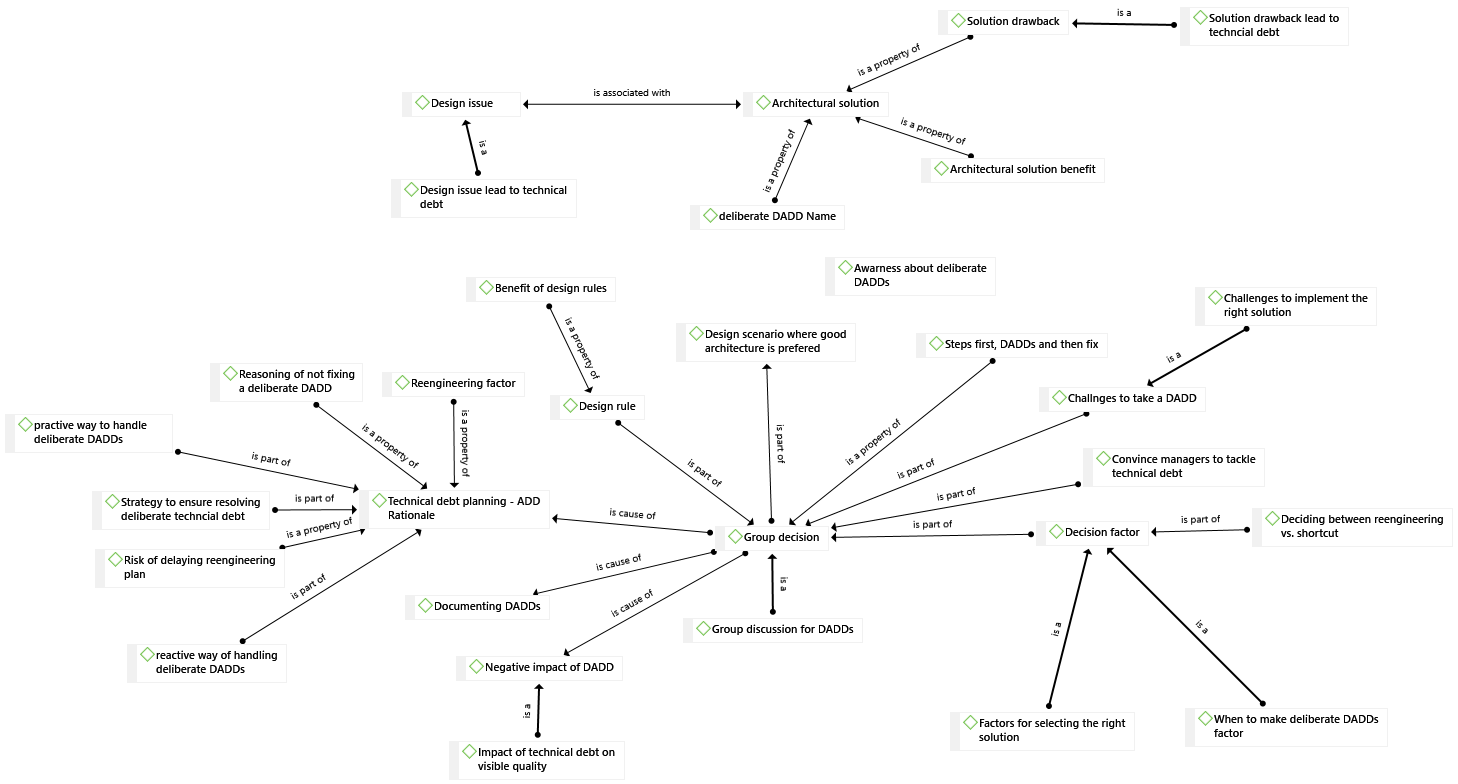 Solution drawback
is a
Solution drawback lead to
techncial debt
is a property of
Design issue
is associated with
Architectural solution
is a
is a property of
is a property of
Architectural solution benefit
Design issue lead to technical
debt
deliberate DADD Name
Awarness about deliberate
DADDs
Benefit of design rules
Challenges to implement the
right solution
is a property of
Design scenario where good
architecture is prefered
Steps first, DADDs and then fix
is a
Reasoning of not fixing
a deliberate DADD
Reengineering factor
Design rule
Challnges to take a DADD
practive way to handle
deliberate DADDs
is a property of
is a property of
is part of
is a property of
is part of
is part of
is part of
is part of
Convince managers to tackle
technical debt
Strategy to ensure resolving
deliberate techncial debt
is part of
Technical debt planning - ADD
Rationale
is cause of
is part of
is a property of
Group decision
is part of
Decision factor
is part of
Deciding between reengineering
vs. shortcut
Risk of delaying reengineering
plan
is part of
is cause of
Documenting DADDs
is cause of
is a
Group discussion for DADDs
is a
is a
reactive way of handling
deliberate DADDs
Negative impact of DADD
is a
Impact of technical debt on
visible quality
Factors for selecting the right
solution
When to make deliberate DADDs
factor